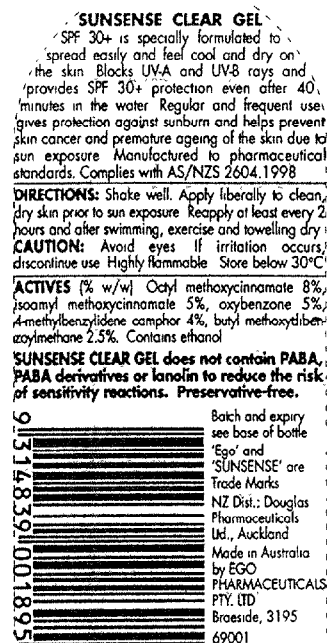 SUNSENSE CLEAR GEL
SPF 30+ is specially formulated to
spread easily and feel cool and dry on
the skin Blocks UV-A and UV-B rays and
provides SPF 30+ protection even after 40
minutes in the water Regular and frequent use
gives protection against sunburn and helps prevent
skin cancer and premature ageing of the skin due to
sun exposure Manufactured to pharmaceutical
standards. Complies with AS/NZS 2604.1998
DIRECTIONS: Shake well. Apply liberally to clean,
dry skin prior to sun exposure Reapply at least every 2
hours and after swimming, exercise and towelling dry
CAUTION: Avoid eyes If irritation occurs,
discontinue use Highly flammable Store below 30°C
ACTIVES (% w/w) Octyl methoxycinnamate 8%,
isoamyl methoxycinnamate 5%, oxybenzone 5%,
4-methylbenzylidene camphor 4%, butyl methoxydiben-
zoylmethane 2.5%. Contains ethanol
SUNSENSE CLEAR GEL does not contain PABA,
PABA derivatives or lanolin to reduce the risk
of sensitivity reactions. Preservative-free.
9 314839 001895
Batch and expiry
see base of bottle
'Ego' and
'SUNSENSE' are
Trade Marks
NZ Dist.: Douglas
Pharmaceuticals
Ltd., Auckland
Made in Australia
by EGO
PHARMACEUTICALS
PTY. LTD
Braeside, 3195
69001